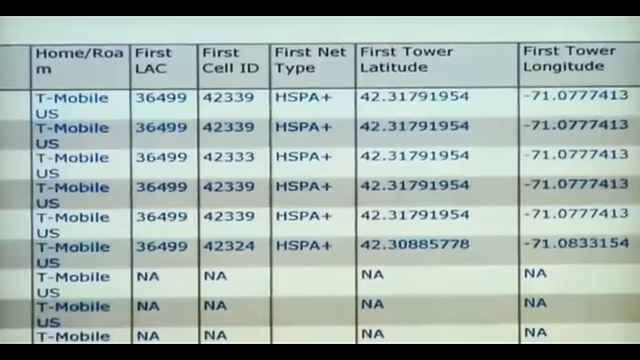 Home/Roam First LAC First Cell ID First Net Type First Tower Latitude First Tower Longitude
T-Mobile US 36499 42339 HSPA+ 42.31791954 -71.0777413
T-Mobile US 36499 42339 HSPA+ 42.31791954 -71.0777413
T-Mobile US 36499 42333 HSPA+ 42.31791954 -71.0777413
T-Mobile US 36499 42339 HSPA+ 42.31791954 -71.0777413
T-Mobile US 36499 42339 HSPA+ 42.31791954 -71.0777413
T-Mobile US 36499 42324 HSPA+ 42.30885778 -71.0833154
T-Mobile US NA NA NA NA
T-Mobile US NA NA NA NA
T-Mobile NA NA NA NA